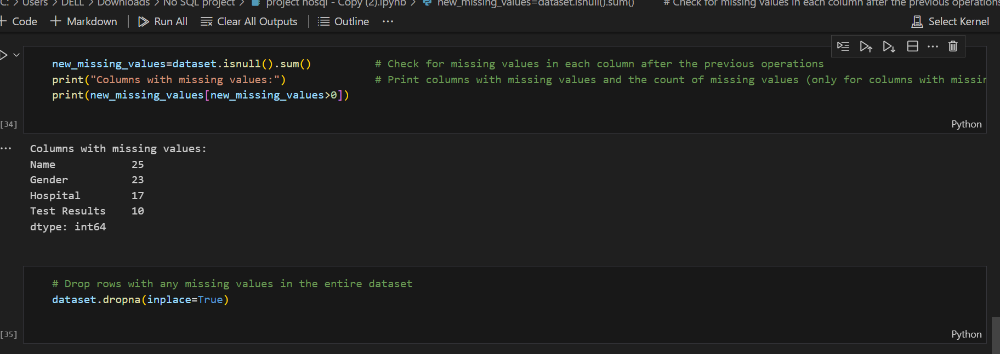 C: > Users > DELL > Downloads > No SQL project > project nosql - Copy (2).ipynb > new_missing_values=dataset.isnull().sum() # Check for missing values in each column after the previous operations
+ Code + Markdown | Run All Clear All Outputs | Outline ... Select Kernel
new_missing_values=dataset.isnull().sum() # Check for missing values in each column after the previous operations
print("Columns with missing values:") # Print columns with missing values and the count of missing values (only for columns with missin
print(new_missing_values[new_missing_values>0])
[34] Python
... Columns with missing values:
Name 25
Gender 23
Hospital 17
Test Results 10
dtype: int64
# Drop rows with any missing values in the entire dataset
dataset.dropna(inplace=True)
[35] Python